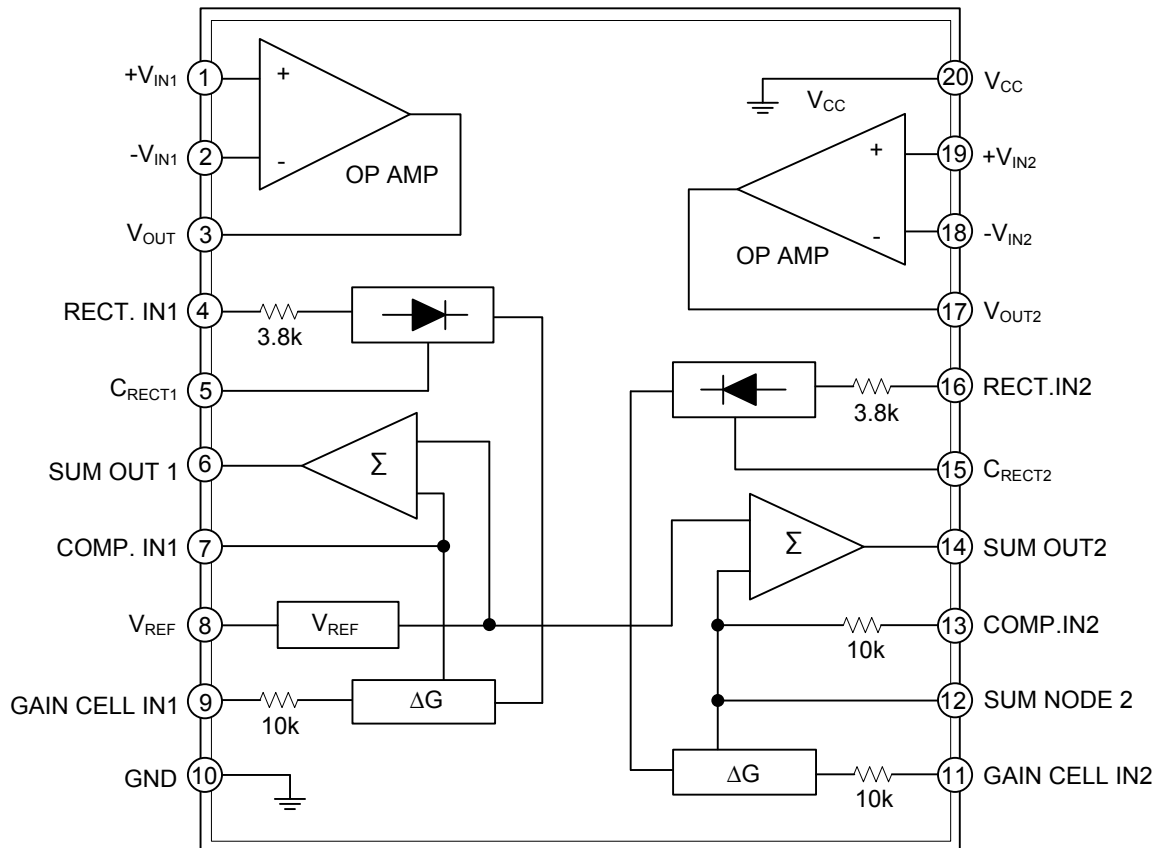 +VIN1
1
+
-VIN1
2
-
OP AMP
VOUT
3
RECT. IN1
4
3.8k
CRECT1
5
SUM OUT 1
6
Σ
COMP. IN1
7
VREF
8
VREF
GAIN CELL IN1
9
10k
ΔG
GND
10
20
VCC
VCC
19
+VIN2
+
18
-VIN2
-
OP AMP
17
VOUT2
16
RECT.IN2
3.8k
15
CRECT2
Σ
14
SUM OUT2
13
COMP.IN2
10k
12
SUM NODE 2
ΔG
11
GAIN CELL IN2
10k